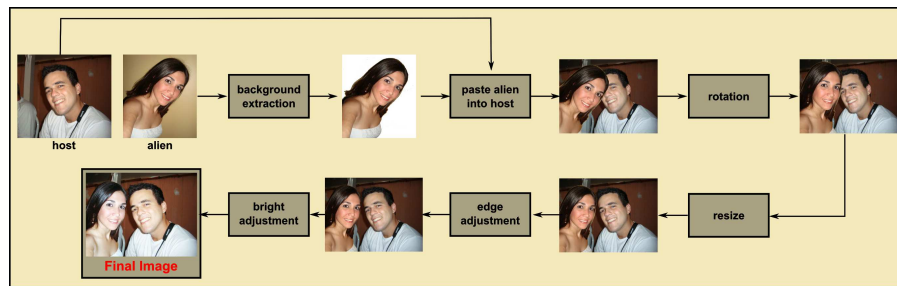 host
alien
background
extraction
paste alien
into host
rotation
resize
edge
adjustment
bright
adjustment
Final Image